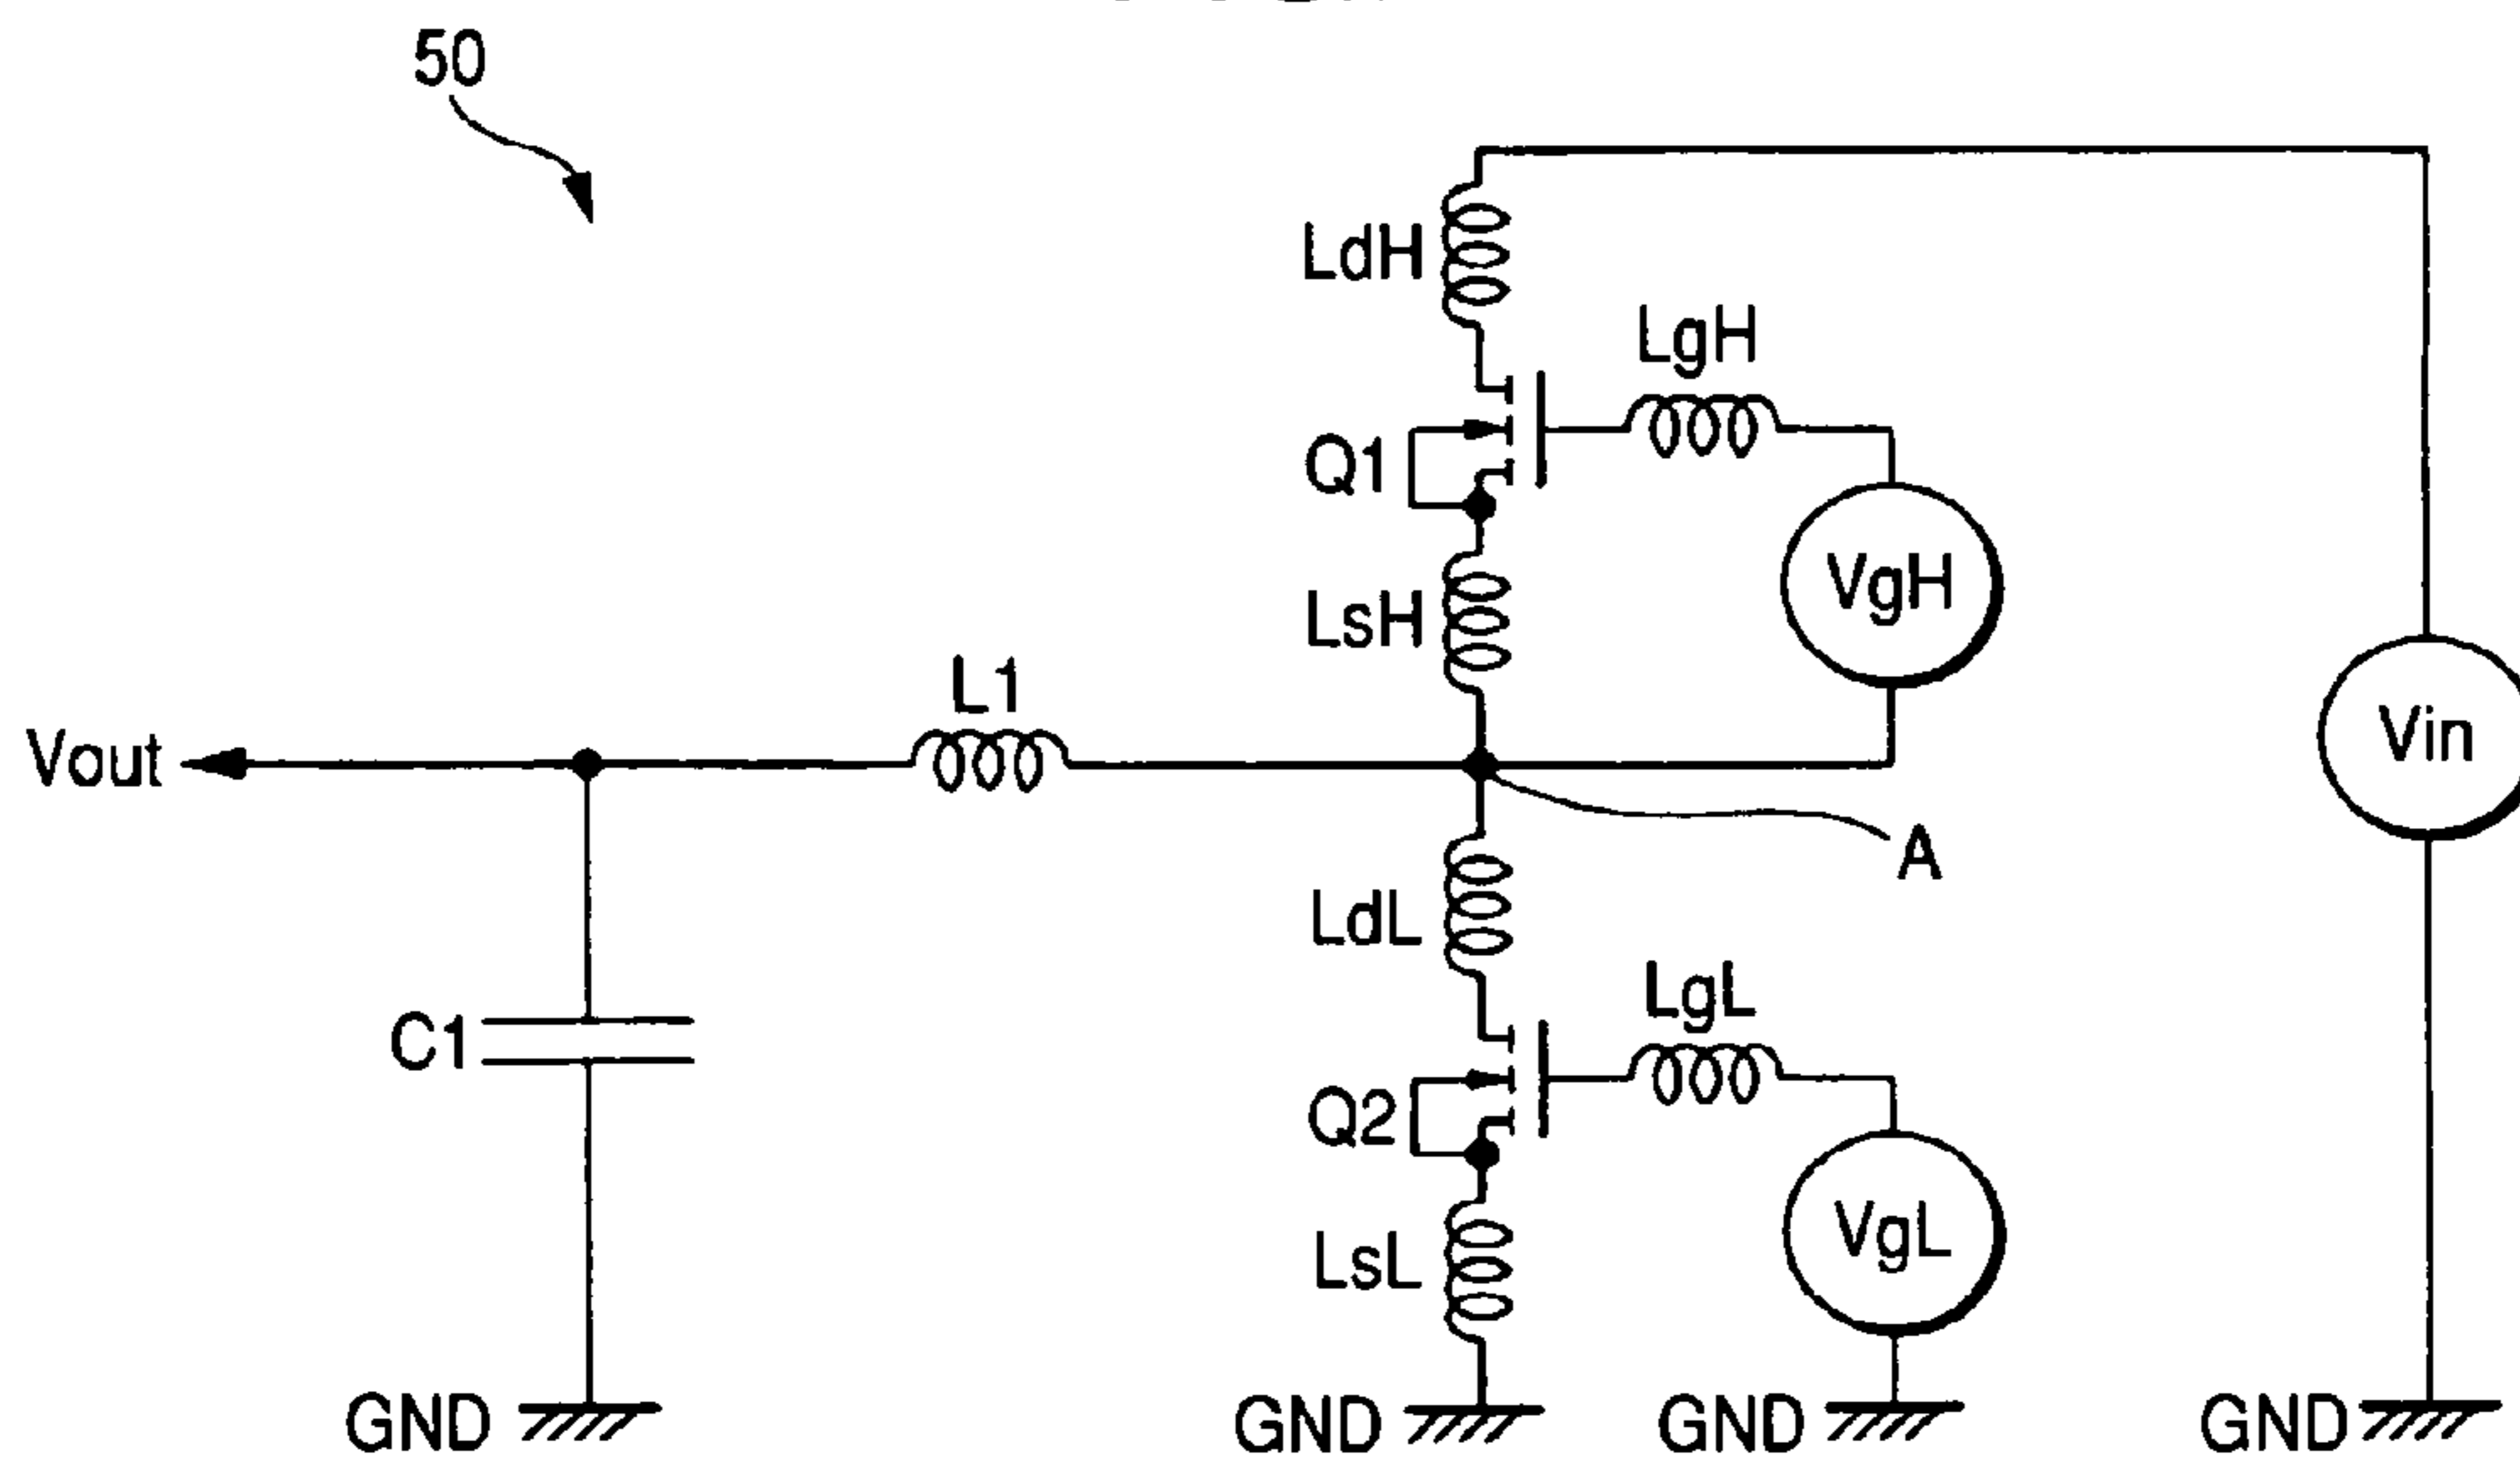 50
LdH
LgH
Q1
VgH
LsH
L1
Vin
Vout
A
LdL
LgL
C1
Q2
VgL
LsL
GND
GND
GND
GND